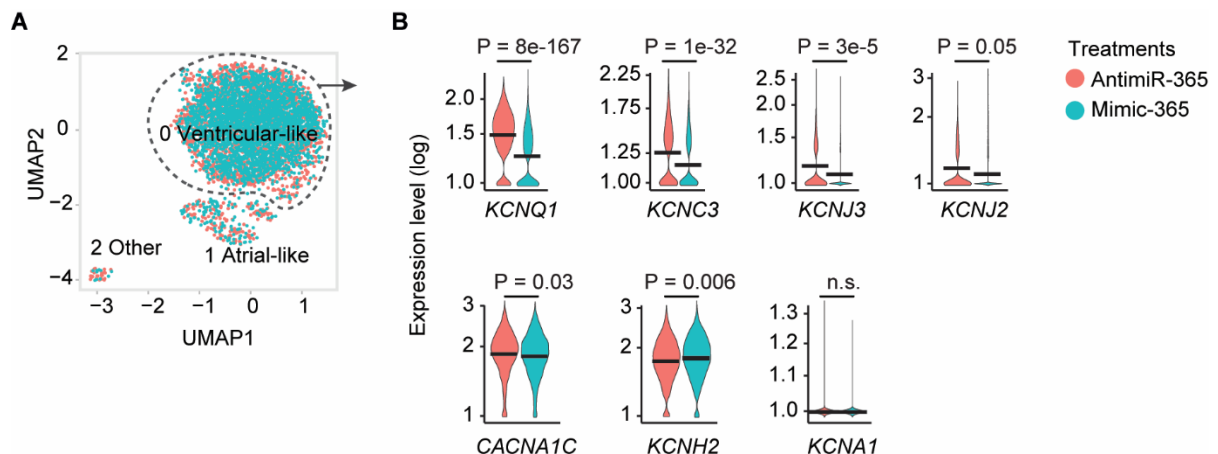 A
UMAP2
2
0
−2
−4
0 Ventricular-like
1 Atrial-like
2 Other
−3 −2 −1 0 1
UMAP1
B
Expression level (log)
P = 8e-167
2.0
1.5
1.0
KCNQ1
P = 1e-32
2.25
1.75
1.25
1.00
KCNC3
P = 3e-5
2.5
2.0
1.5
1.0
KCNJ3
P = 0.05
3
2
1
KCNJ2
Treatments
AntimiR-365
Mimic-365
P = 0.03
3
2
1
CACNA1C
P = 0.006
3
2
1
KCNH2
n.s.
1.3
1.2
1.1
1.0
KCNA1